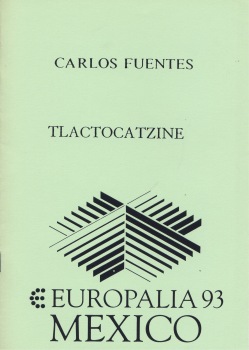 CARLOS FUENTES
TLACTOCATZINE
EUROPALIA 93
MEXICO